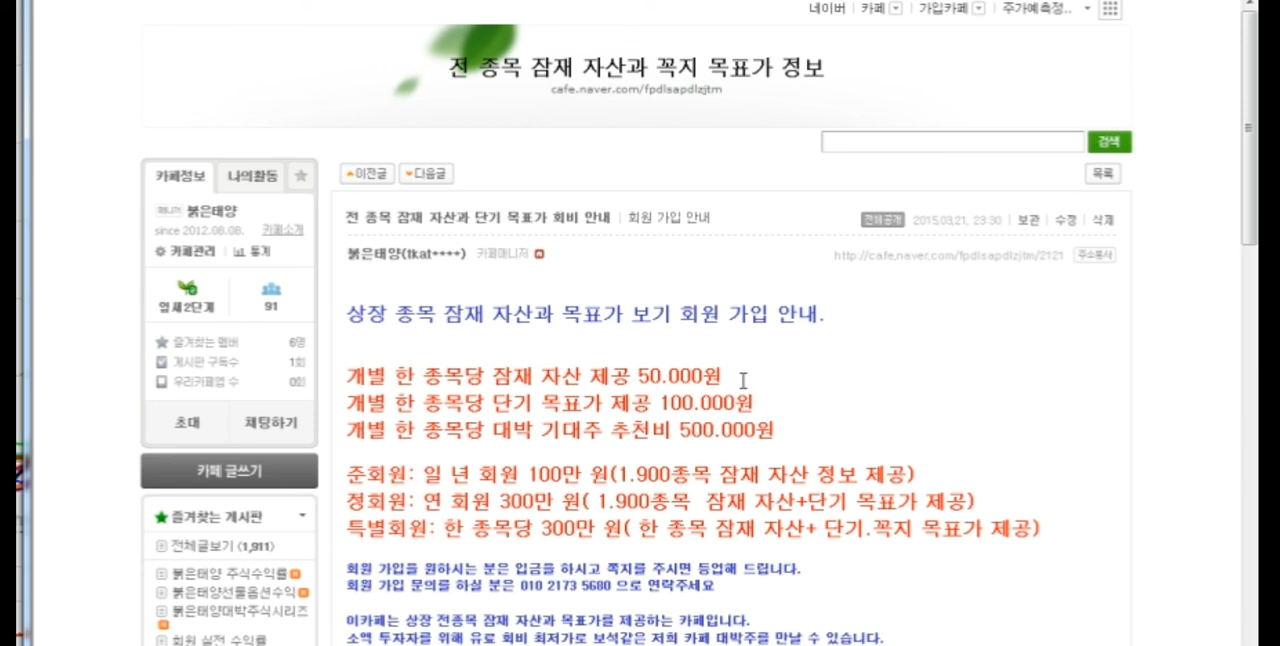 네이버 | 카페 | 가입카페 | 주가예측정..
전 종목 잠재 자산과 꼭지 목표가 정보
cafe.naver.com/fpdlsapdlzjtm
검색
카페정보 나의활동
이전글 다음글 목록
매니저 붉은태양
since 2012.08.08. 카페소개
카페관리 | 통계
전 종목 잠재 자산과 단기 목표가 회비 안내 | 회원 가입 안내
전체공개 2015.03.21. 23:30 | 보관 | 수정 | 삭제
붉은태양(tkat****) 카페매니저
http://cafe.naver.com/fpdlsapdlzjtm/2121 주소복사
잎새2단계 91
즐겨찾는 멤버 6명
게시판 구독수 1회
우리카페앱 수 0회
초대 채팅하기
카페 글쓰기
즐겨찾는 게시판
전체글보기 (1,911)
붉은태양 주식수익률
붉은태양선물옵션수익
붉은태양대박주식시리즈
회원 실전 수익률
상장 종목 잠재 자산과 목표가 보기 회원 가입 안내.
개별 한 종목당 잠재 자산 제공 50.000원
개별 한 종목당 단기 목표가 제공 100.000원
개별 한 종목당 대박 기대주 추천비 500.000원
준회원: 일 년 회원 100만 원(1.900종목 잠재 자산 정보 제공)
정회원: 연 회원 300만 원( 1.900종목 잠재 자산+단기 목표가 제공)
특별회원: 한 종목당 300만 원( 한 종목 잠재 자산+ 단기.꼭지 목표가 제공)
회원 가입을 원하시는 분은 입금을 하시고 쪽지를 주시면 등업해 드립니다.
회원 가입 문의를 하실 분은 010 2173 5680 으로 연락주세요
이카페는 상장 전종목 잠재 자산과 목표가를 제공하는 카페입니다.
소액 투자자를 위해 유료 회비 최저가로 보석같은 저희 카페 대박주를 만날 수 있습니다.